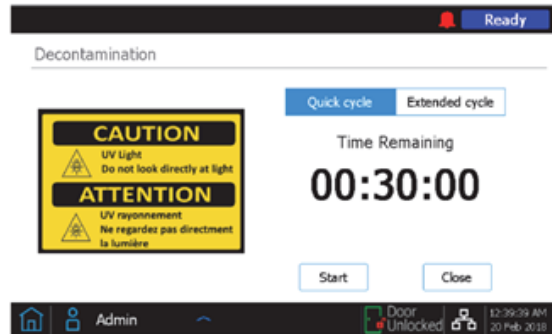 Ready
Decontamination
Quick cycle Extended cycle
CAUTION
UV Light
Do not look directly at light
ATTENTION
UV rayonnement
Ne regardez pas directment
la lumière
Time Remaining
00:30:00
Start Close
Admin
Door
Unlocked
12:39:39 AM
20 Feb 2018